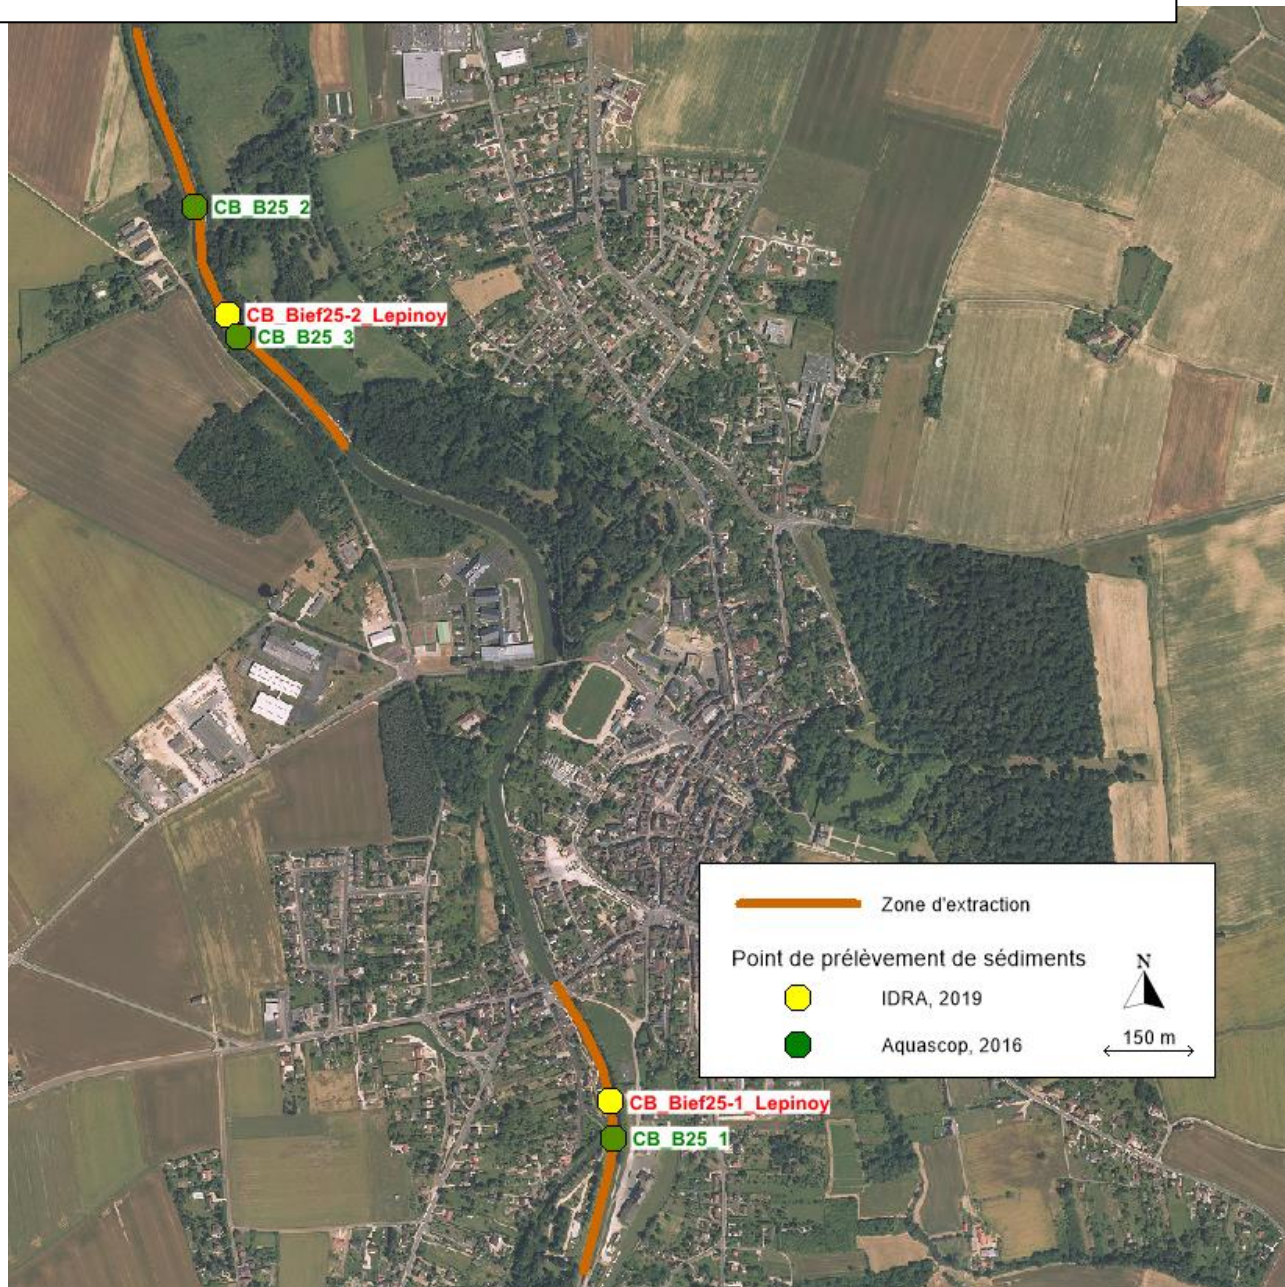 CB_B25_2
CB_Bief25-2_Lepinoy
CB_B25_3
Zone d'extraction
Point de prélèvement de sédiments
N
IDRA, 2019
Aquascop, 2016
150 m
CB_Bief25-1_Lepinoy
CB_B25_1